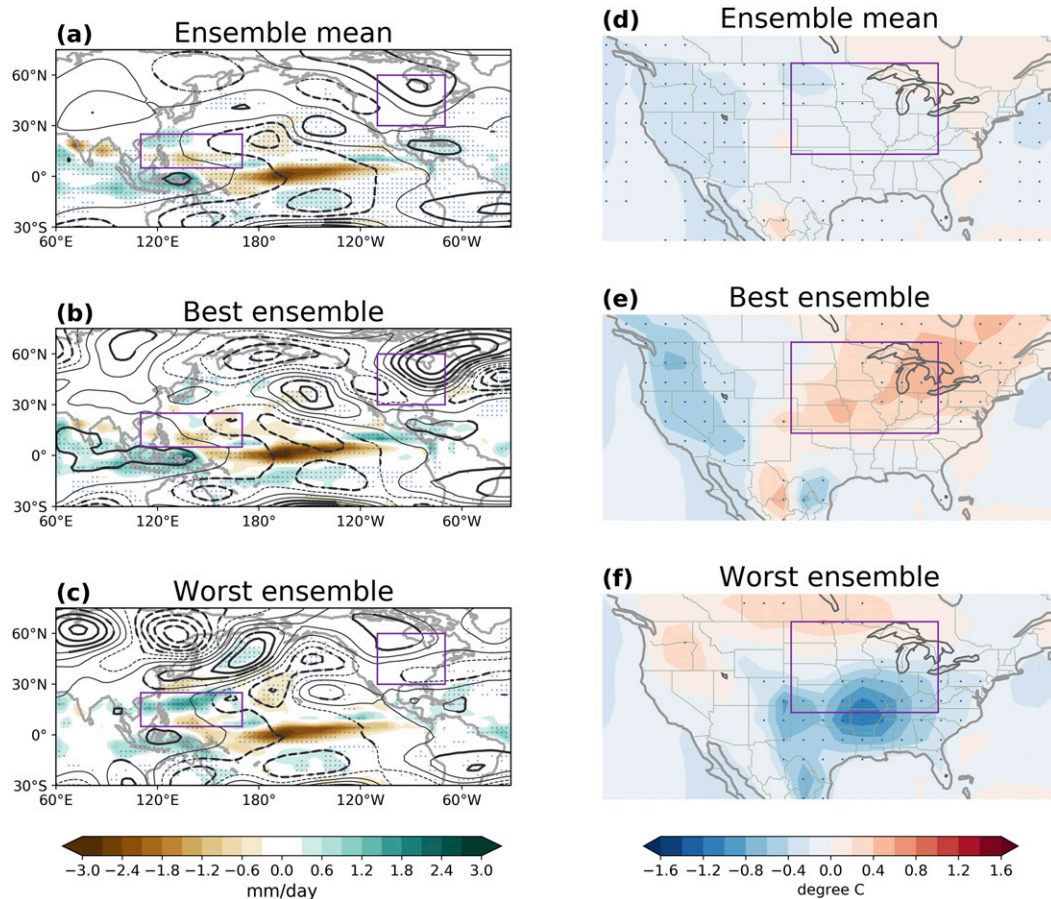 (a) Ensemble mean
60°N
30°N
0°
30°S
60°E 120°E 180° 120°W 60°W
(b) Best ensemble
60°N
30°N
0°
30°S
60°E 120°E 180° 120°W 60°W
(c) Worst ensemble
60°N
30°N
0°
30°S
60°E 120°E 180° 120°W 60°W
−3.0 −2.4 −1.8 −1.2 −0.6 0.0 0.6 1.2 1.8 2.4 3.0
mm/day
(d) Ensemble mean
(e) Best ensemble
(f) Worst ensemble
−1.6 −1.2 −0.8 −0.4 0.0 0.4 0.8 1.2 1.6
degree C